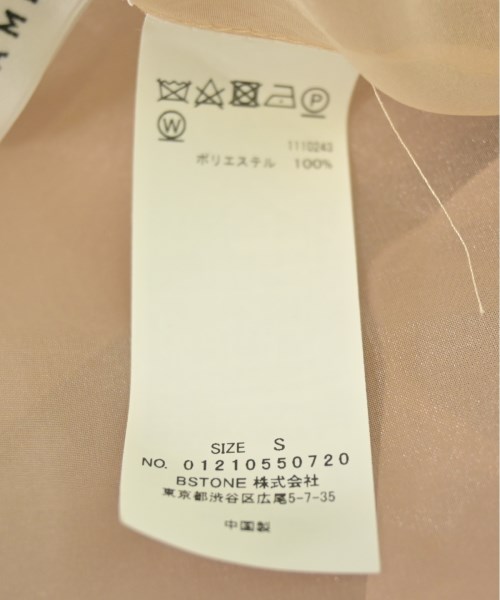 AMI
P
W
1110243
ポリエステル 100%
SIZE S
NO. 01210550720
BSTONE 株式会社
東京都渋谷区広尾5-7-35
中国製